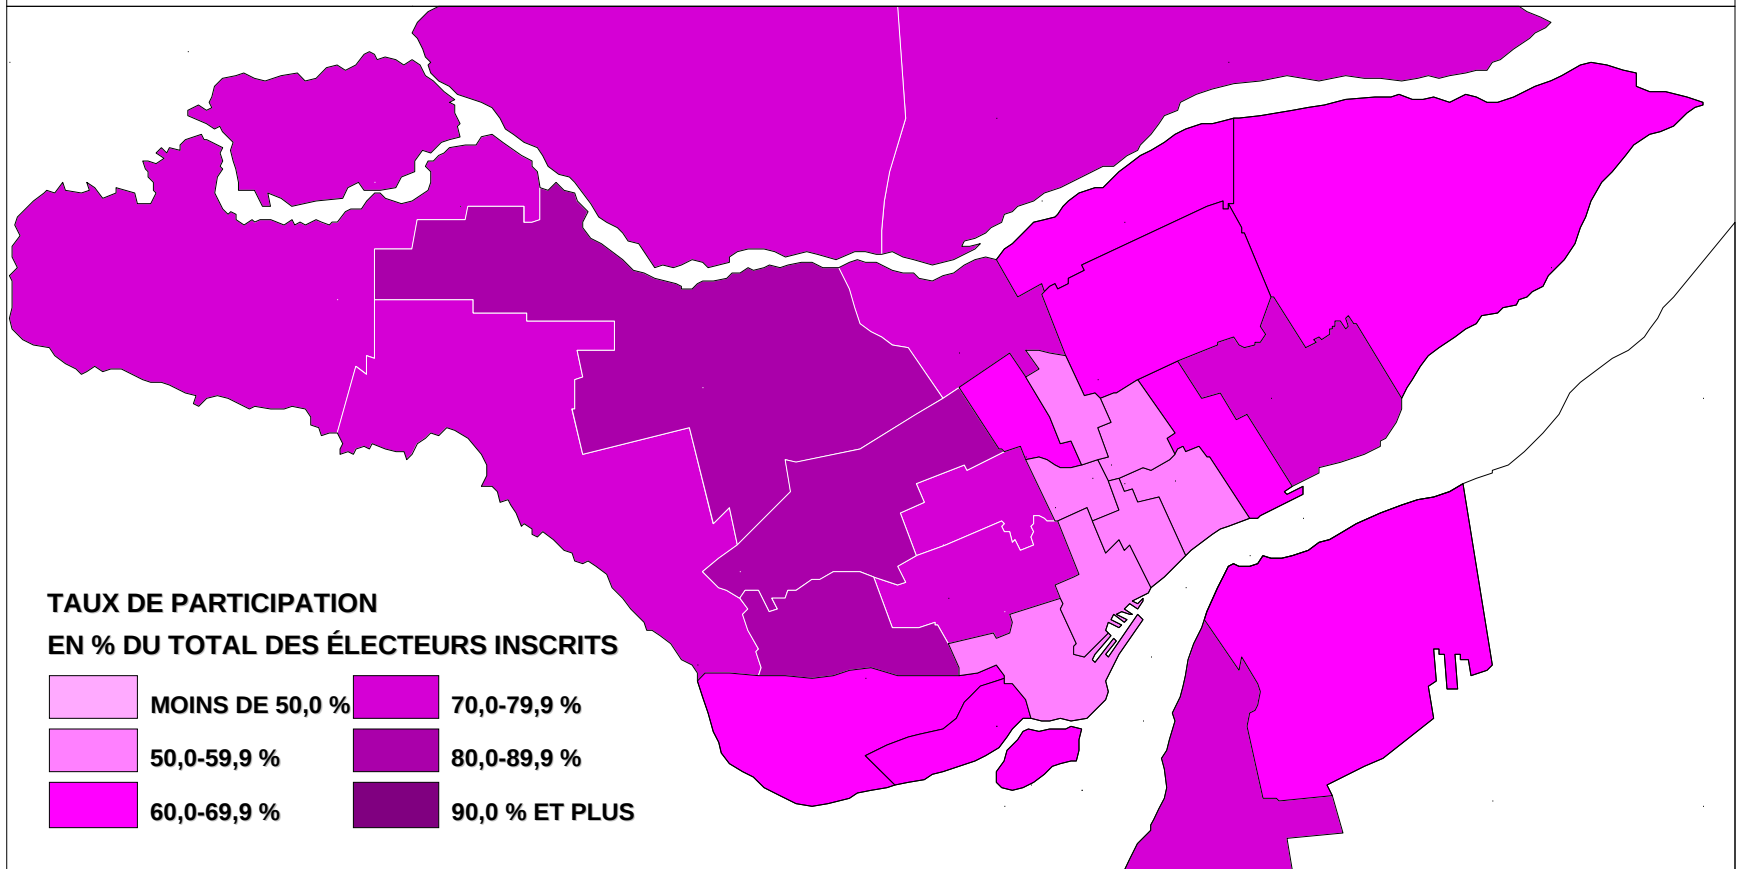 TAUX DE PARTICIPATION
EN % DU TOTAL DES ÉLECTEURS INSCRITS
MOINS DE 50,0 %
50,0-59,9 %
60,0-69,9 %
70,0-79,9 %
80,0-89,9 %
90,0 % ET PLUS